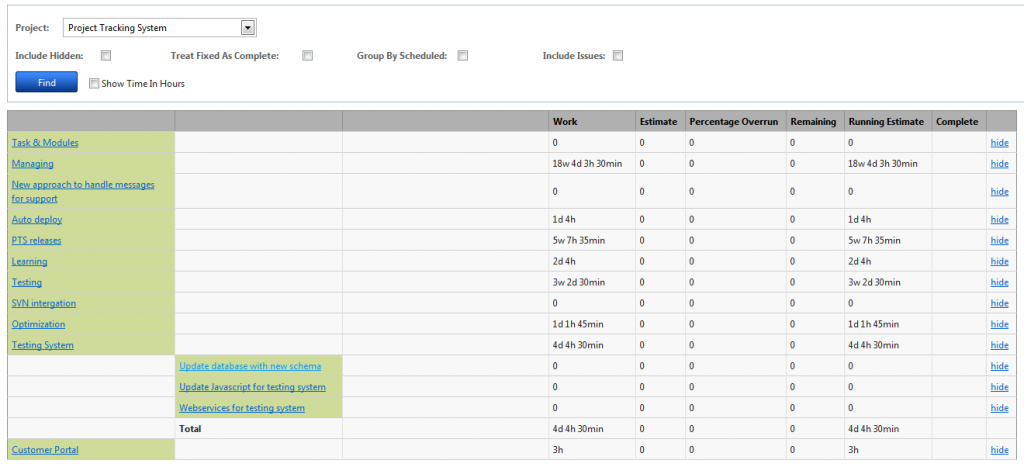 Project: Project Tracking System
Include Hidden: Treat Fixed As Complete: Group By Scheduled: Include Issues:
Find Show Time In Hours
Work Estimate Percentage Overrun Remaining Running Estimate Complete
Task & Modules 0 0 0 0 0 hide
Managing 18w 4d 3h 30min 0 0 0 18w 4d 3h 30min hide
New approach to handle messages
for support 0 0 0 0 0 hide
Auto deploy 1d 4h 0 0 0 1d 4h hide
PTS releases 5w 7h 35min 0 0 0 5w 7h 35min hide
Learning 2d 4h 0 0 0 2d 4h hide
Testing 3w 2d 30min 0 0 0 3w 2d 30min hide
SVN intergation 0 0 0 0 0 hide
Optimization 1d 1h 45min 0 0 0 1d 1h 45min hide
Testing System 4d 4h 30min 0 0 0 4d 4h 30min hide
Update database with new schema 0 0 0 0 0 hide
Update Javascript for testing system 0 0 0 0 0 hide
Webservices for testing system 0 0 0 0 0 hide
Total 4d 4h 30min 0 0 0 4d 4h 30min
Customer Portal 3h 0 0 0 3h hide